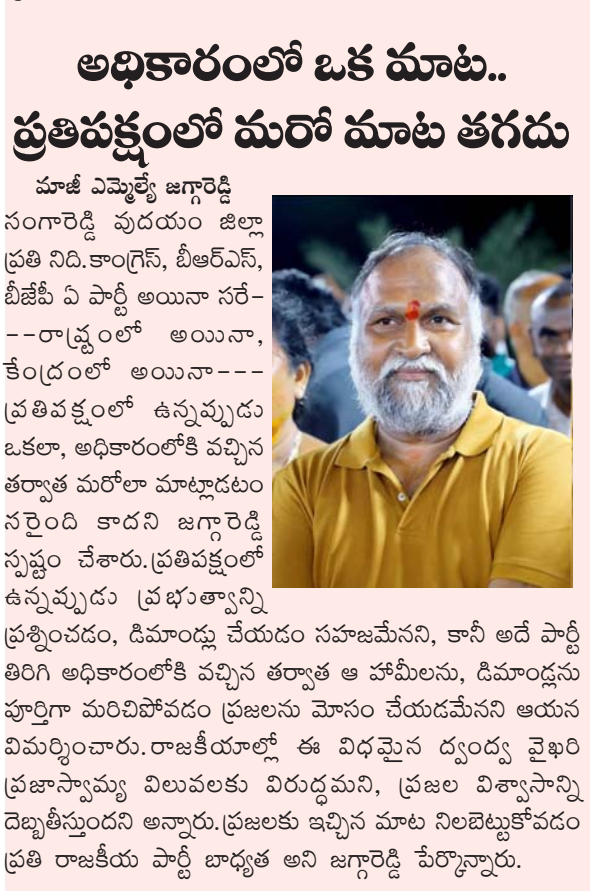 అధికారంలో ఒక మాట..
ప్రతిపక్షంలో మరో మాట తగదు
మాజీ ఎమ్మెల్యే జగ్గారెడ్డి
సంగారెడ్డి వుదయం జిల్లా
ప్రతి నిది.కాంగ్రెస్, బీఆర్ఎస్,
బీజేపీ ఏ పార్టీ అయినా సరే-
--రాష్ట్రంలో అయినా,
కేంద్రంలో అయినా---
ప్రతిపక్షంలో ఉన్నప్పుడు
ఒకలా, అధికారంలోకి వచ్చిన
తర్వాత మరోలా మాట్లాడటం
సరైంది కాదని జగ్గారెడ్డి
స్పష్టం చేశారు.ప్రతిపక్షంలో
ఉన్నప్పుడు ప్రభుత్వాన్ని
ప్రశ్నించడం, డిమాండ్లు చేయడం సహజమేనని, కానీ అదే పార్టీ
తిరిగి అధికారంలోకి వచ్చిన తర్వాత ఆ హామీలను, డిమాండ్లను
పూర్తిగా మరిచిపోవడం ప్రజలను మోసం చేయడమేనని ఆయన
విమర్శించారు.రాజకీయాల్లో ఈ విధమైన ద్వంద్వ వైఖరి
ప్రజాస్వామ్య విలువలకు విరుద్ధమని, ప్రజల విశ్వాసాన్ని
దెబ్బతీస్తుందని అన్నారు.ప్రజలకు ఇచ్చిన మాట నిలబెట్టుకోవడం
ప్రతి రాజకీయ పార్టీ బాధ్యత అని జగ్గారెడ్డి పేర్కొన్నారు.